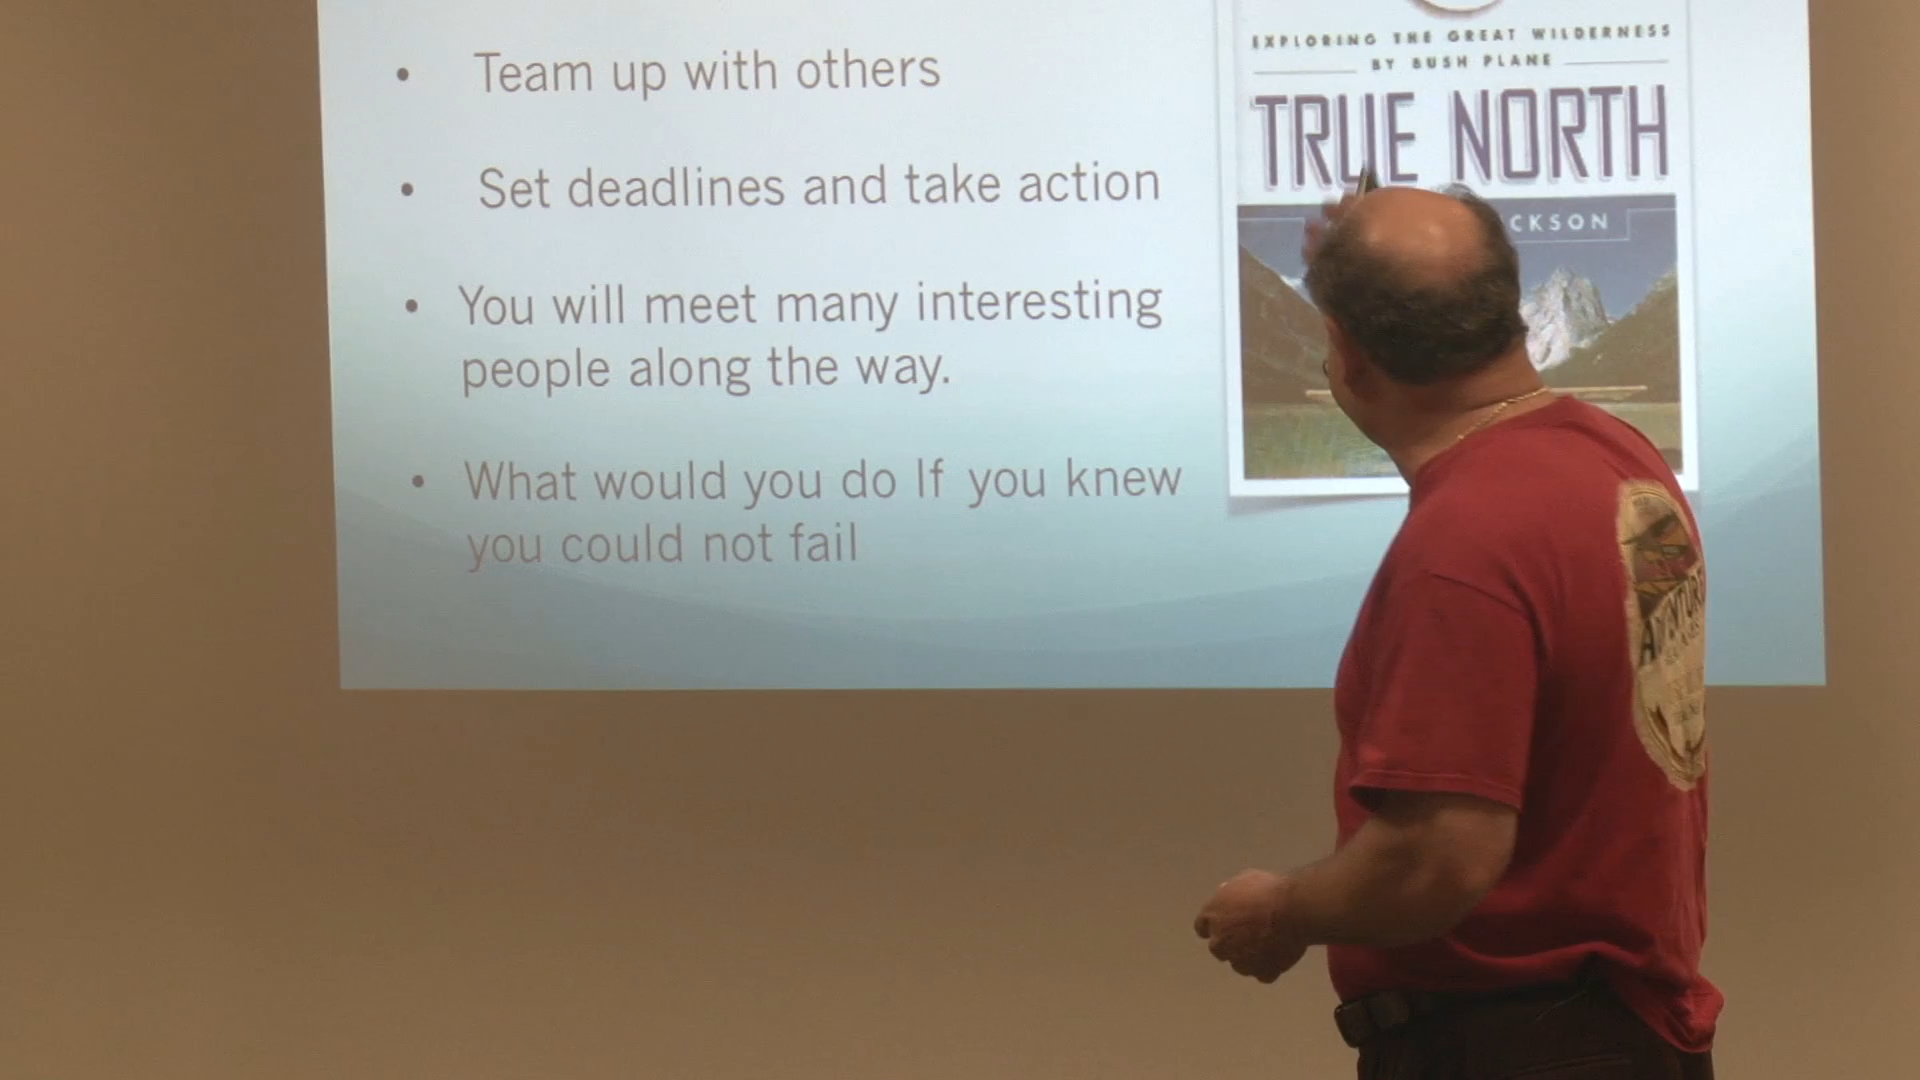 • Team up with others
• Set deadlines and take action
• You will meet many interesting
people along the way.
• What would you do If you knew
you could not fail
EXPLORING THE GREAT WILDERNESS
BY BUSH PLANE
TRUE NORTH
CKSON